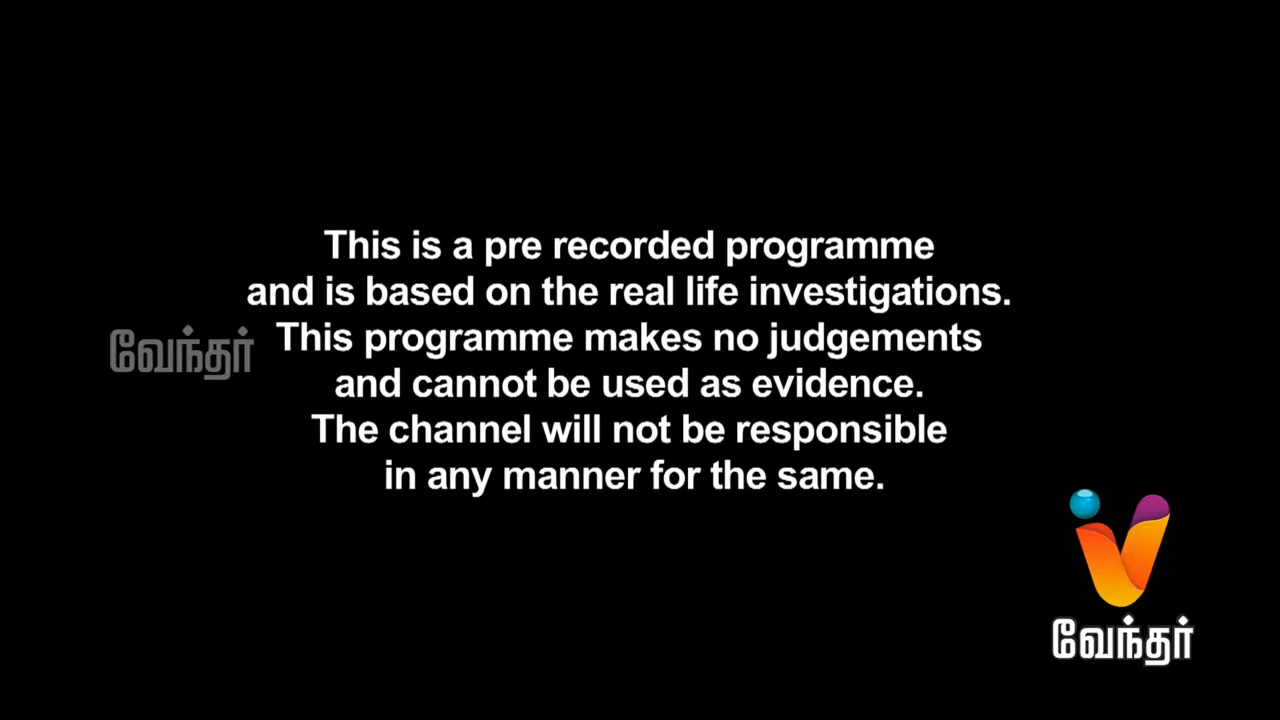 This is a pre recorded programme
and is based on the real life investigations.
வேந்தர்
This programme makes no judgements
and cannot be used as evidence.
The channel will not be responsible
in any manner for the same.
வேந்தர்